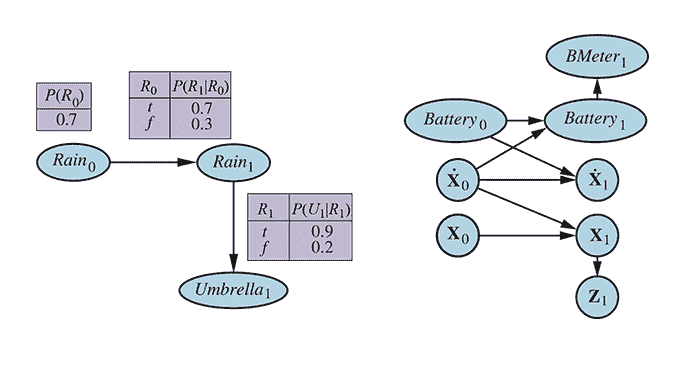 P(R₀)
0.7
R₀ P(R₁|R₀)
t 0.7
f 0.3
Rain₀
Rain₁
R₁ P(U₁|R₁)
t 0.9
f 0.2
Umbrella₁
BMeter₁
Battery₀
Battery₁
Ẋ₀
Ẋ₁
X₀
X₁
Z₁